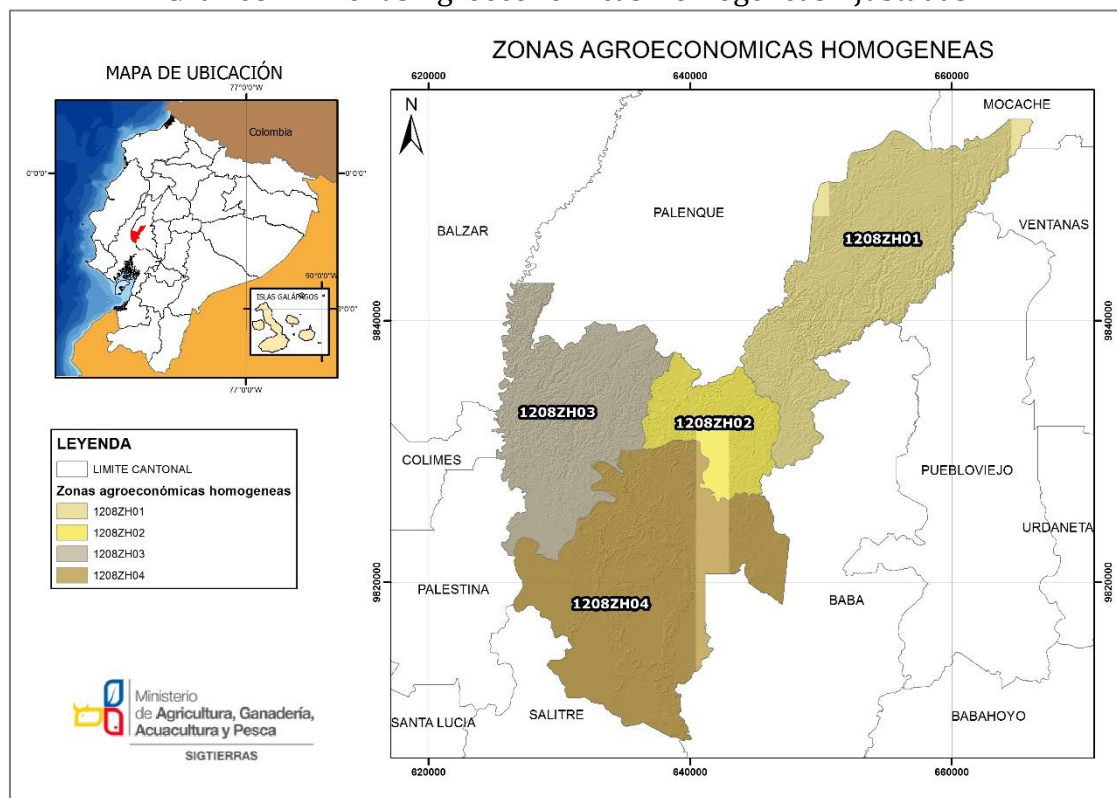 ZONAS AGROECONOMICAS HOMOGENEAS
MAPA DE UBICACIÓN
77°0'0"W
Colombia
0°0'0"
0°0'0"
90°0'0"W
ISLAS GALÁPAGOS
0°0'0"
77°0'0"W
LEYENDA
LIMITE CANTONAL
Zonas agroeconómicas homogeneas
1208ZH01
1208ZH02
1208ZH03
1208ZH04
Ministerio
de Agricultura, Ganadería,
Acuacultura y Pesca
SIGTIERRAS
620000
640000
660000
N
MOCACHE
PALENQUE
VENTANAS
BALZAR
1208ZH01
9840000
9840000
1208ZH03
1208ZH02
COLIMES
PUEBLOVIEJO
URDANETA
9820000
9820000
PALESTINA
1208ZH04
BABA
SANTA LUCIA
SALITRE
BABAHOYO
620000
640000
660000